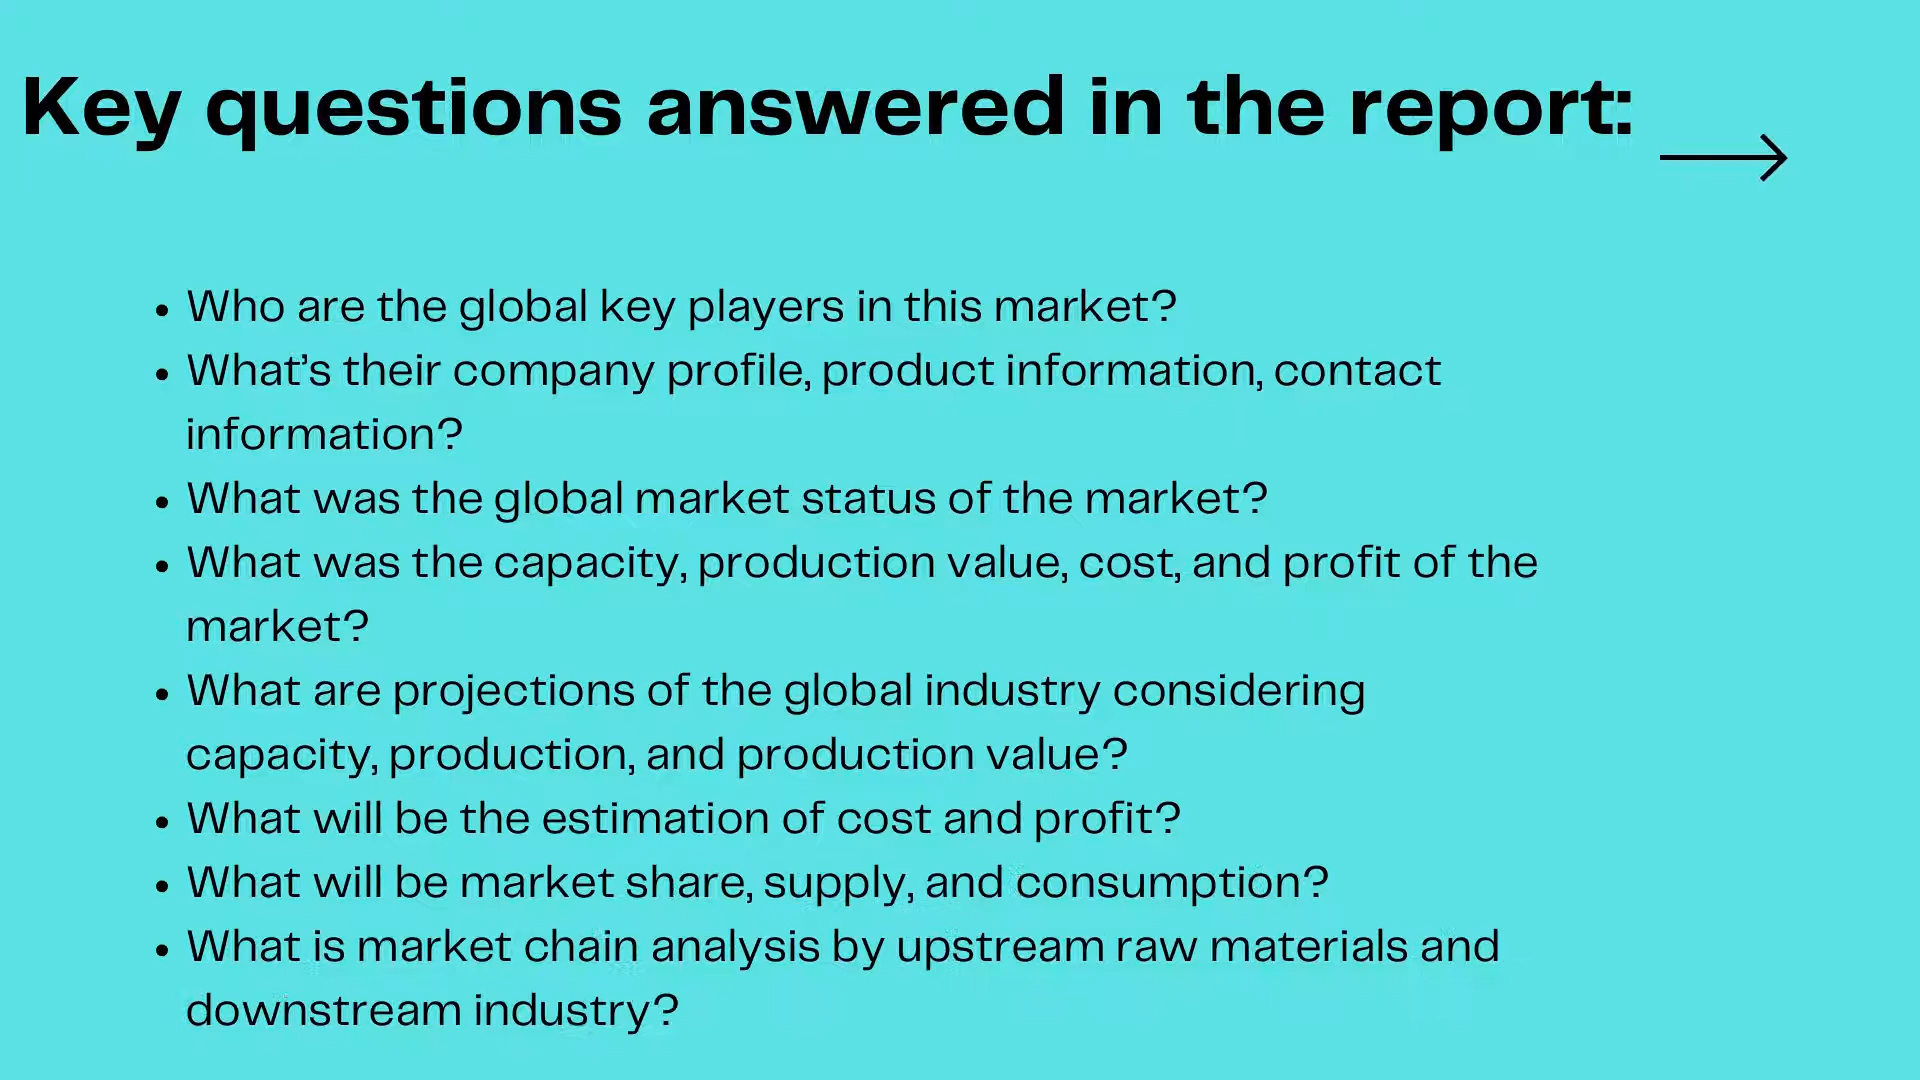 Key questions answered in the report:
• Who are the global key players in this market?
• What’s their company profile, product information, contact
information?
• What was the global market status of the market?
• What was the capacity, production value, cost, and profit of the
market?
• What are projections of the global industry considering
capacity, production, and production value?
• What will be the estimation of cost and profit?
• What will be market share, supply, and consumption?
• What is market chain analysis by upstream raw materials and
downstream industry?